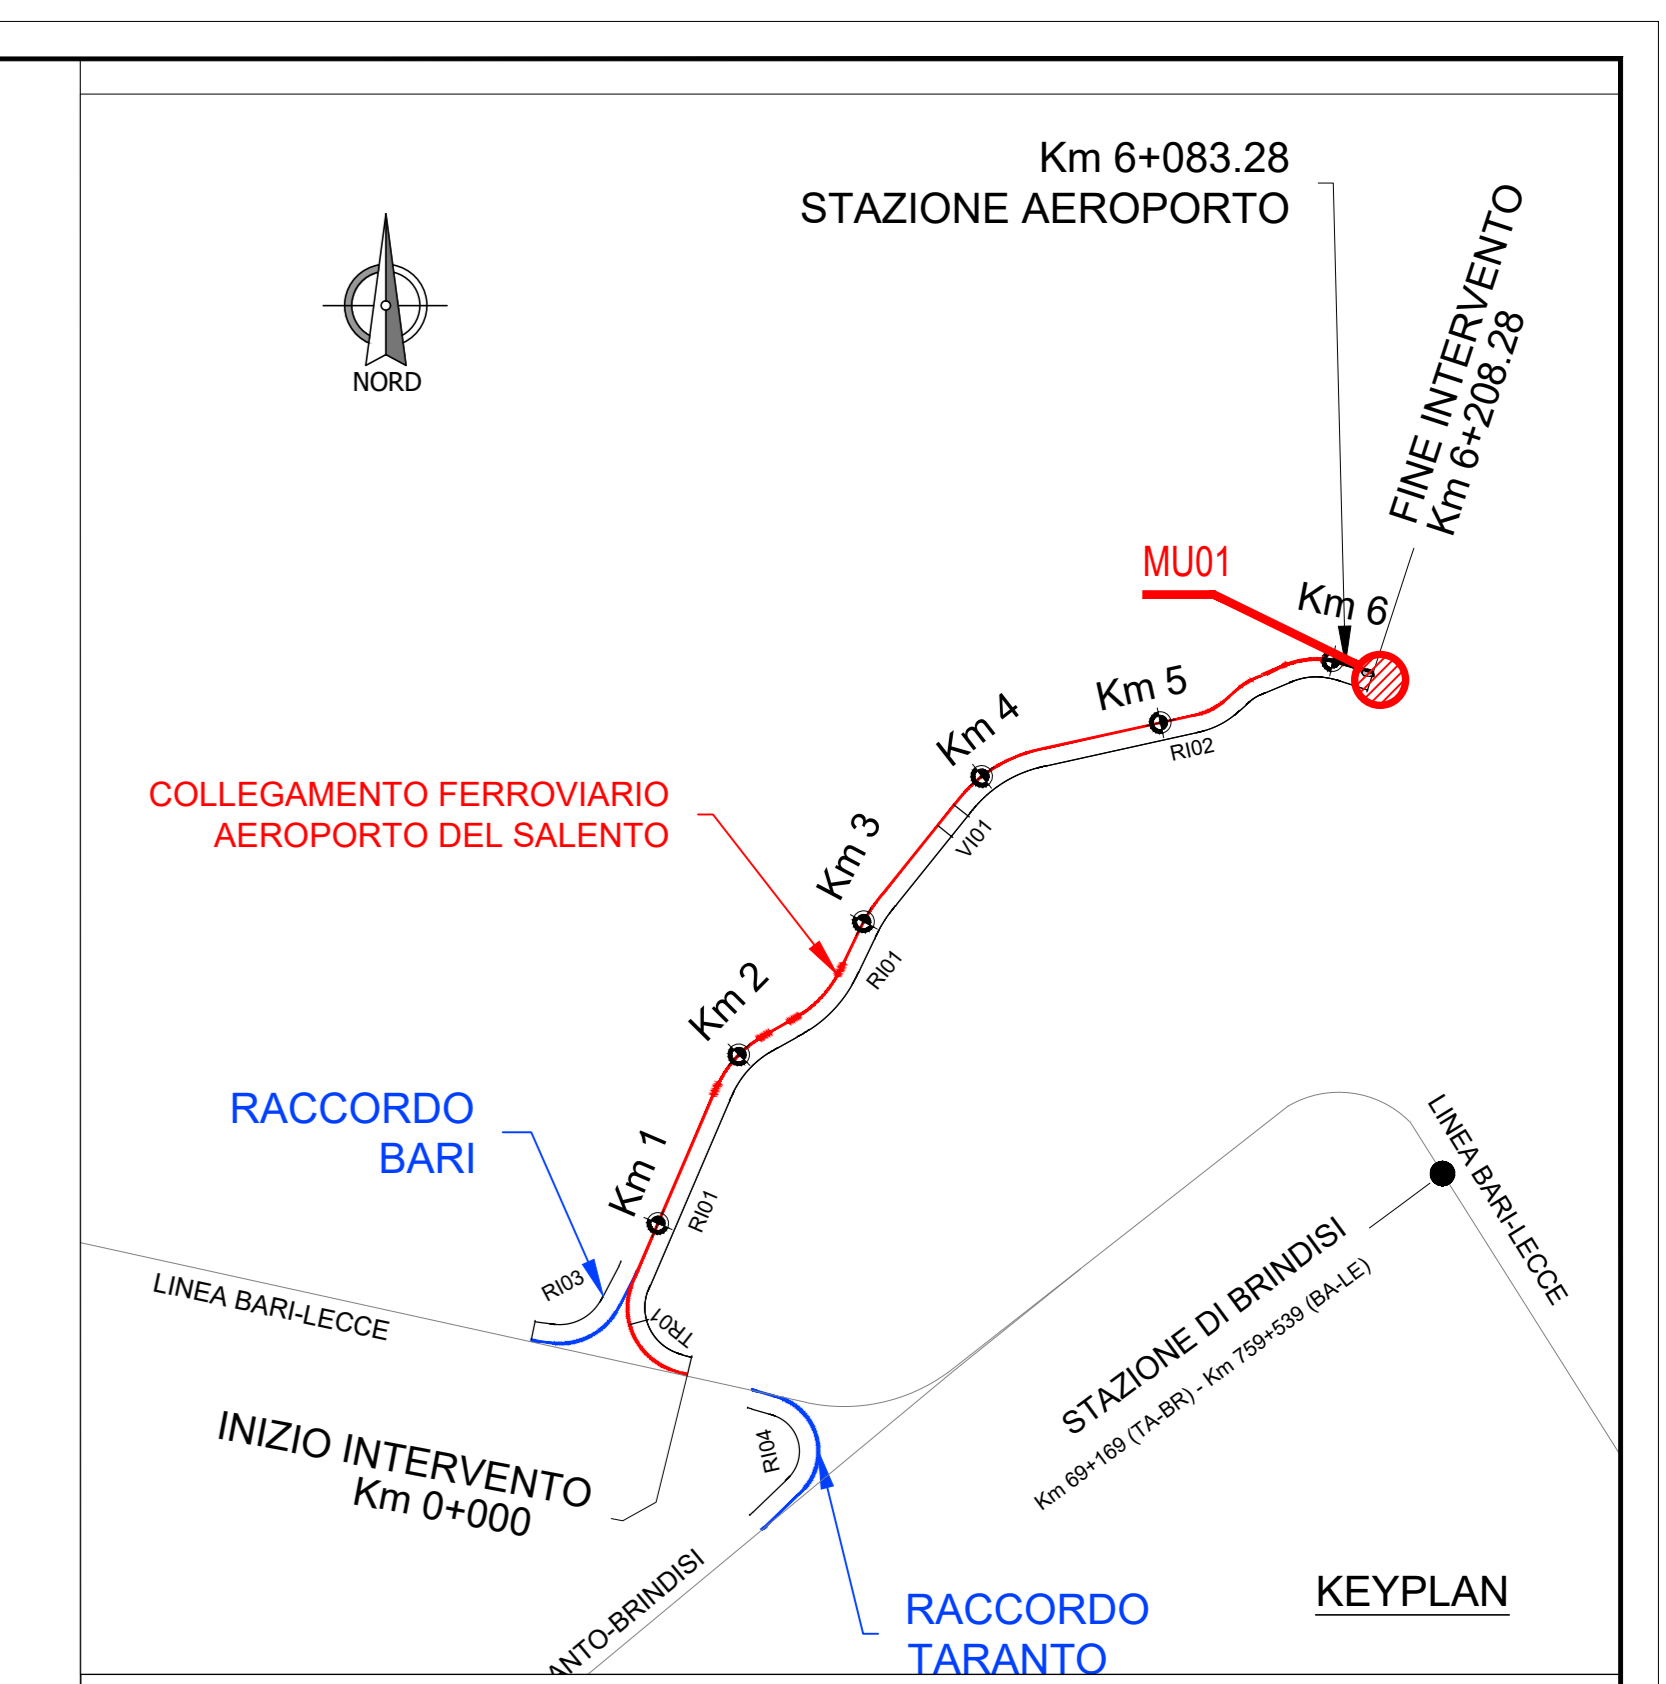 Km 6+083.28
STAZIONE AEROPORTO
FINE INTERVENTO
Km 6+208.28
NORD
MU01
Km 6
Km 5
RI02
Km 4
VI01
COLLEGAMENTO FERROVIARIO
AEROPORTO DEL SALENTO
Km 3
RI01
Km 2
RACCORDO
BARI
Km 1
RI01
LINEA BARI-LECCE
RI03
TR01
LINEA BARI-LECCE
STAZIONE DI BRINDISI
Km 69+169 (TA-BR) - Km 759+539 (BA-LE)
INIZIO INTERVENTO
Km 0+000
RI04
ANTO-BRINDISI
RACCORDO
TARANTO
KEYPLAN